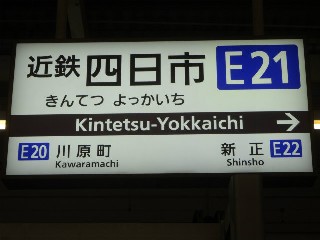 近鉄 四日市 E21
きんてつ よっかいち
Kintetsu-Yokkaichi →
E20 川原町 新正 E22
Kawaramachi Shinsho